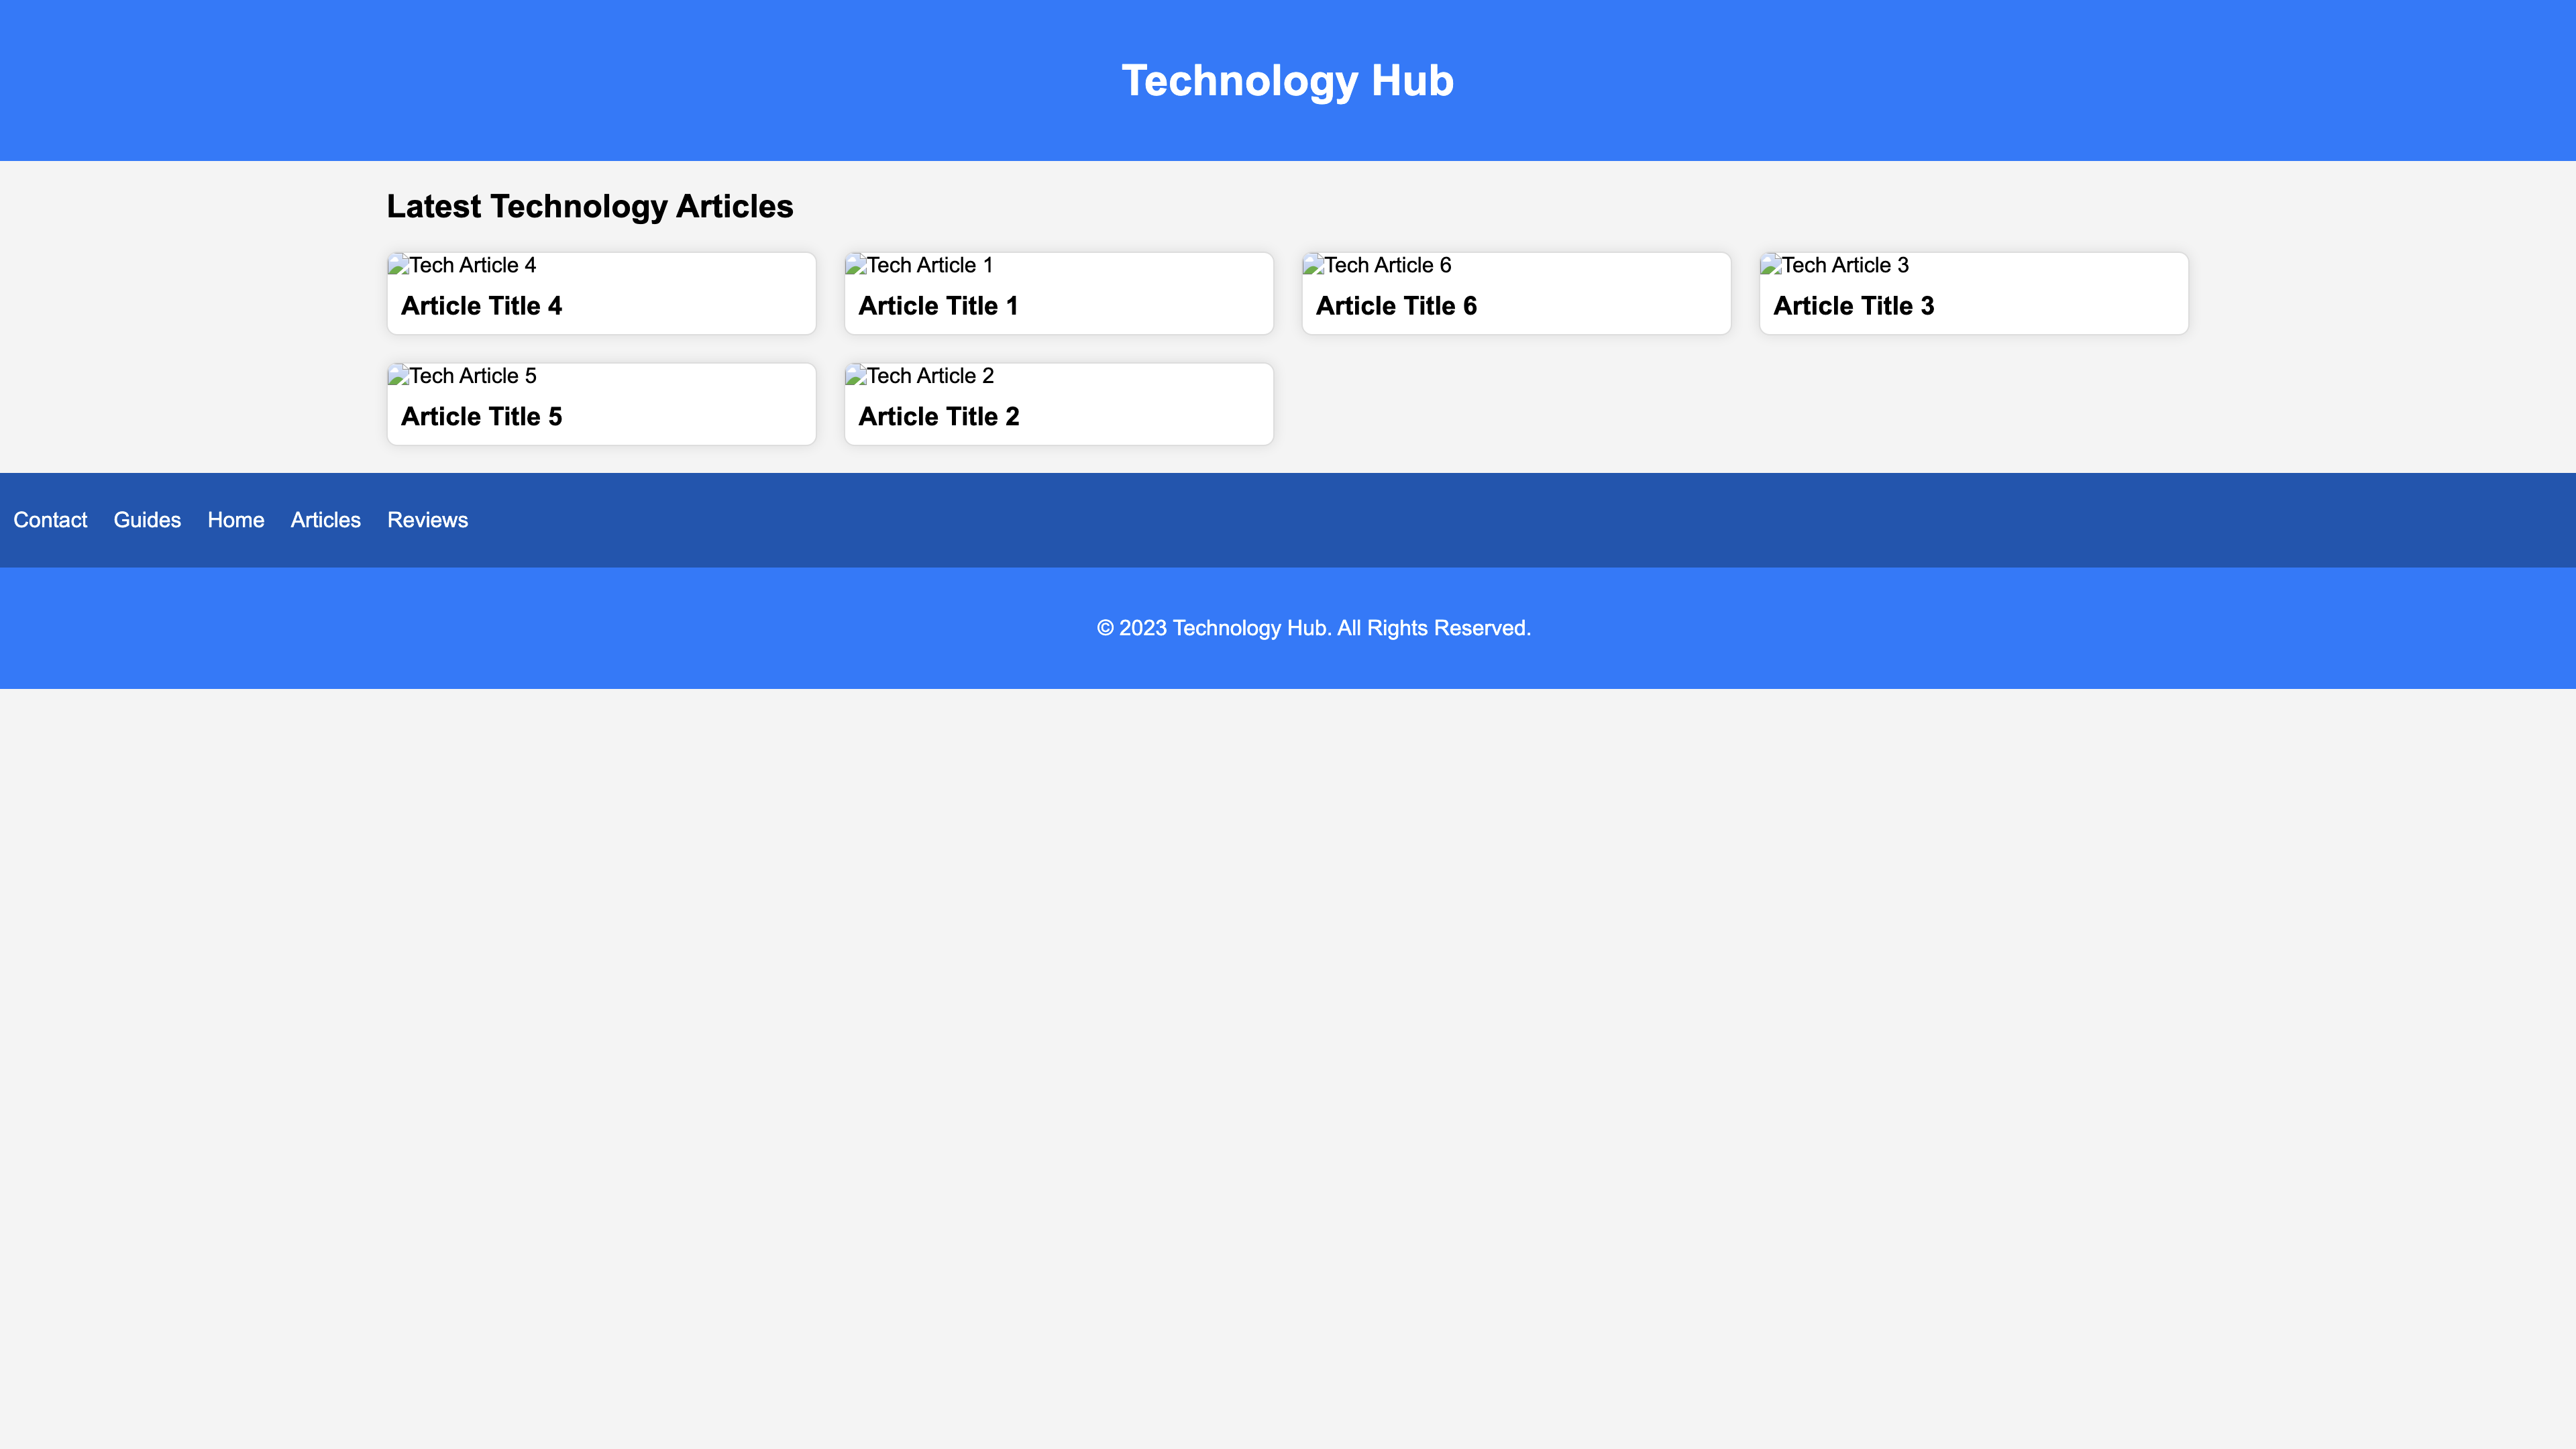 Technology Hub
Latest Technology Articles
Tech Article 4
Article Title 4
Tech Article 1
Article Title 1
Tech Article 6
Article Title 6
Tech Article 3
Article Title 3
Tech Article 5
Article Title 5
Tech Article 2
Article Title 2
Contact Guides Home Articles Reviews
© 2023 Technology Hub. All Rights Reserved.